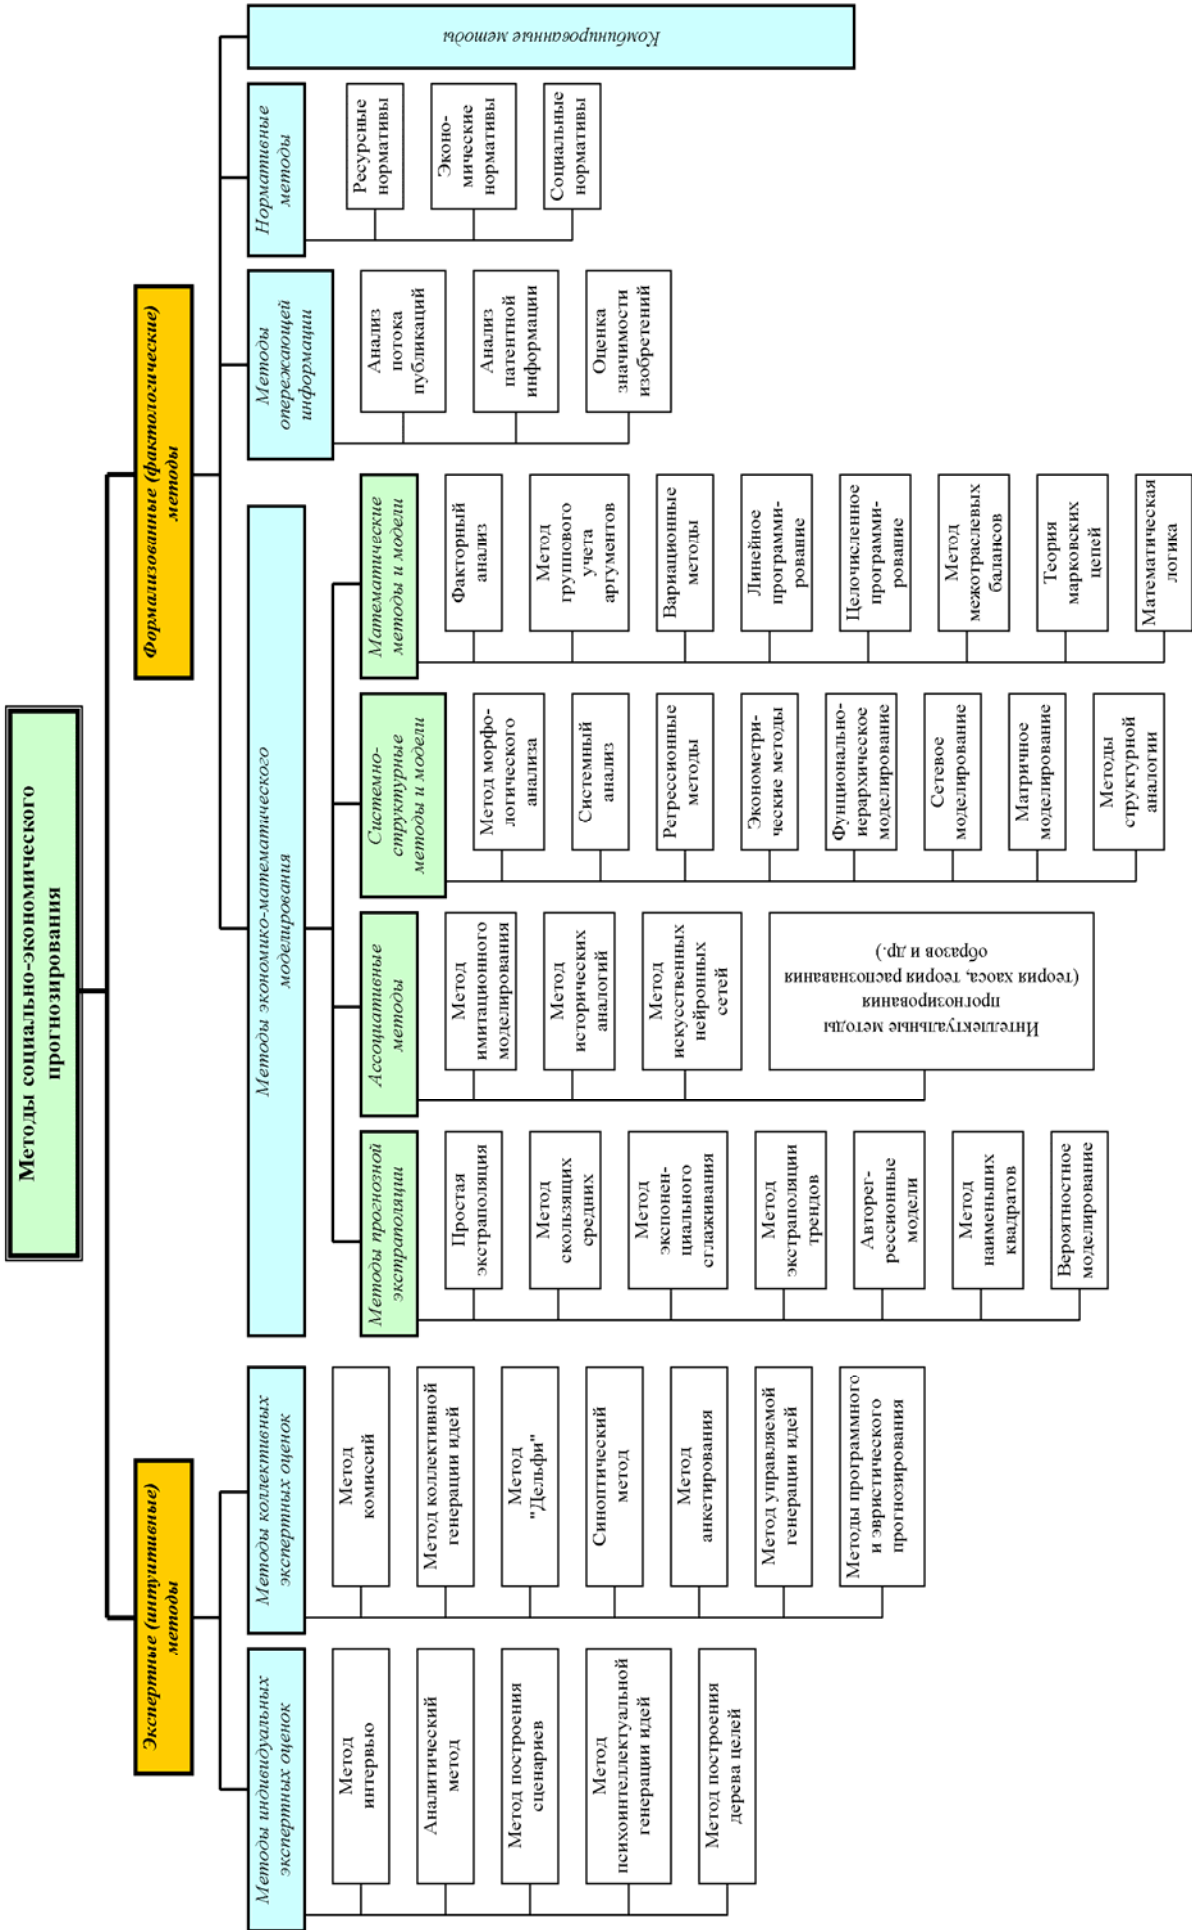 Методы социально-экономического
прогнозирования
Экспертные (интуитивные)
методы
Методы индивидуальных
экспертных оценок
Метод
интервью
Аналитический
метод
Метод построения
сценариев
Метод
психоинтеллектуальной
генерации идей
Метод построения
дерева целей
Методы коллективных
экспертных оценок
Метод
комиссий
Метод коллективной
генерации идей
Метод
"Дельфи"
Синоптический
метод
Метод
анкетирования
Метод управляемой
генерации идей
Методы программного
и эвристического
прогнозирования
Формализованные (фактологические)
методы
Методы экономико-математического
моделирования
Методы прогнозной
экстраполяции
Простая
экстраполяция
Метод
скользящих
средних
Метод
экспонен-
циального
сглаживания
Метод
экстраполяции
трендов
Авторег-
рессионные
модели
Метод
наименьших
квадратов
Вероятностное
моделирование
Ассоциативные
методы
Метод
имитационного
моделирования
Метод
исторических
аналогий
Метод
искусственных
нейронных
сетей
Интеллектуальные методы
прогнозирования
(теория хаоса, теория распознавания
образов и др.)
Системно-
структурные
методы и модели
Метод морфо-
логического
анализа
Системный
анализ
Регрессионные
методы
Эконометри-
ческие методы
Фунционально-
иерархическое
моделирование
Сетевое
моделирование
Матричное
моделирование
Методы
структурной
аналогии
Математические
методы и модели
Факторный
анализ
Метод
группового
учета
аргументов
Вариационные
методы
Линейное
программи-
рование
Целочисленное
программи-
рование
Метод
межотраслевых
балансов
Теория
марковских
цепей
Математическая
логика
Методы
опережающей
информации
Анализ
потока
публикаций
Анализ
патентной
информации
Оценка
значимости
изобретений
Нормативные
методы
Ресурсные
нормативы
Эконо-
мические
нормативы
Социальные
нормативы
Комбинированные методы